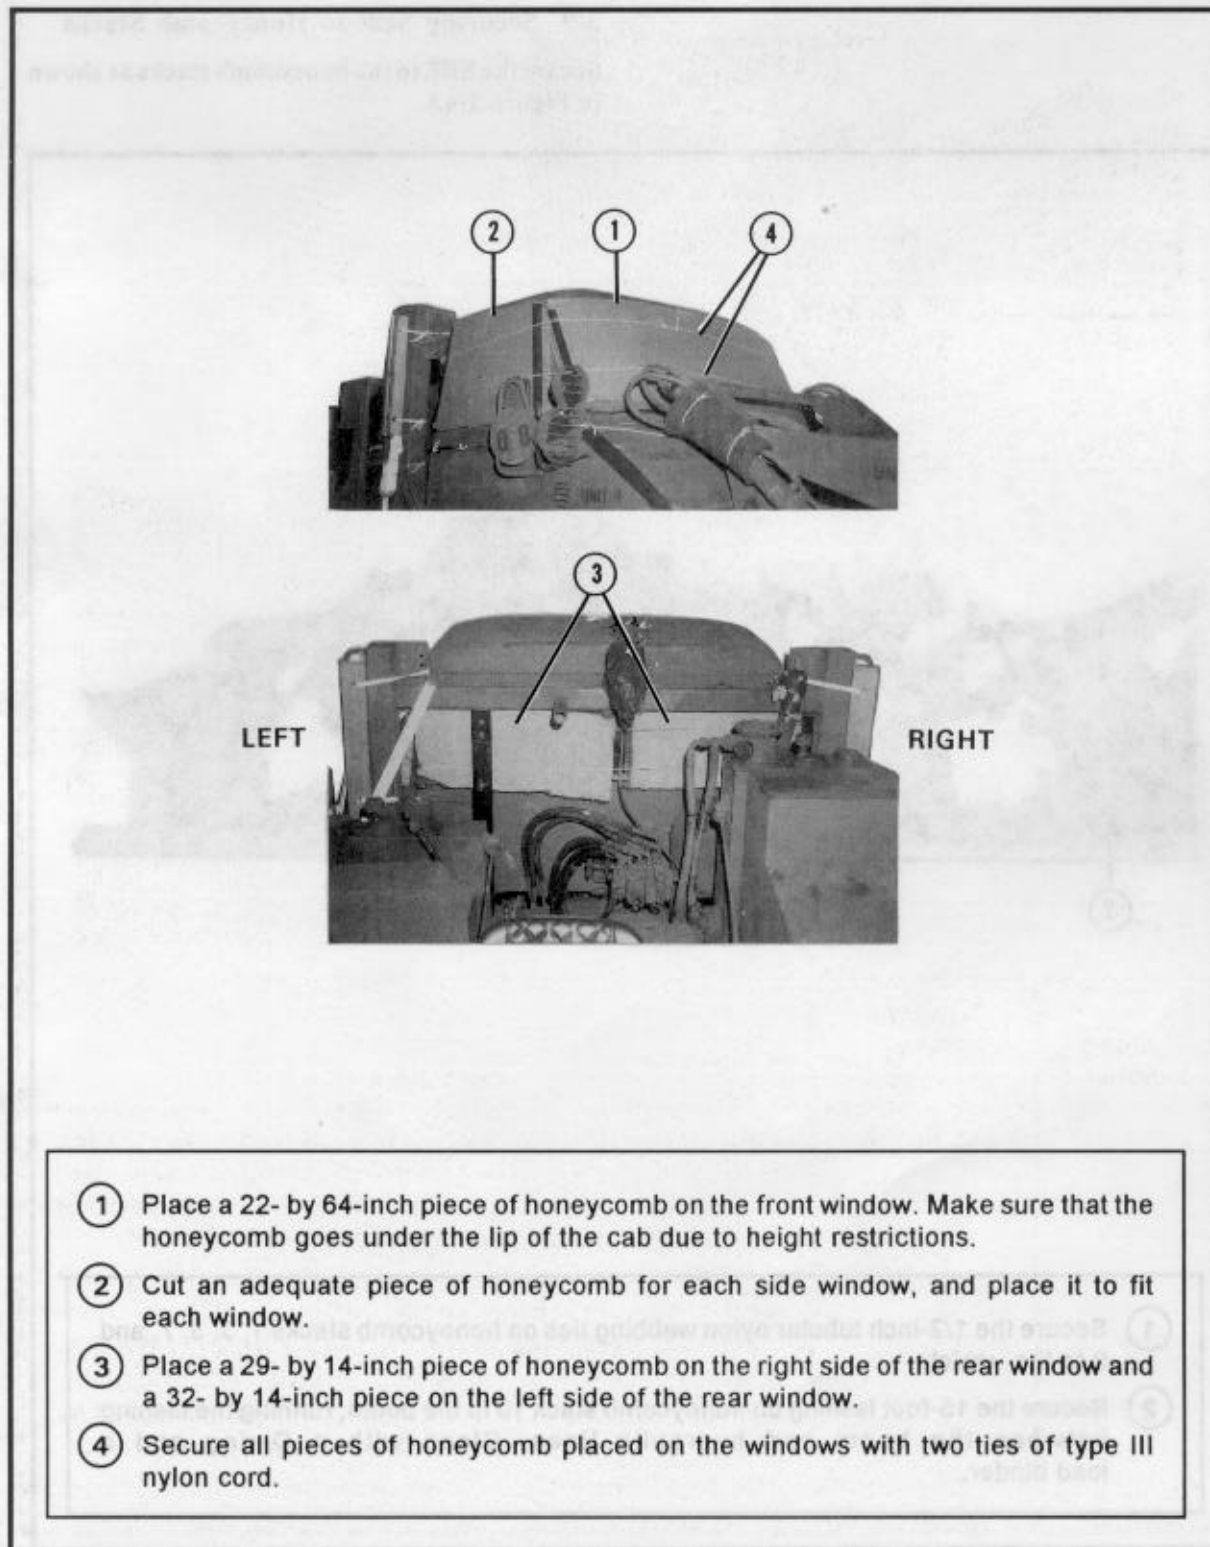 2 1 4
3
LEFT RIGHT
1 Place a 22- by 64-inch piece of honeycomb on the front window. Make sure that the
honeycomb goes under the lip of the cab due to height restrictions.
2 Cut an adequate piece of honeycomb for each side window, and place it to fit
each window.
3 Place a 29- by 14-inch piece of honeycomb on the right side of the rear window and
a 32- by 14-inch piece on the left side of the rear window.
4 Secure all pieces of honeycomb placed on the windows with two ties of type III
nylon cord.